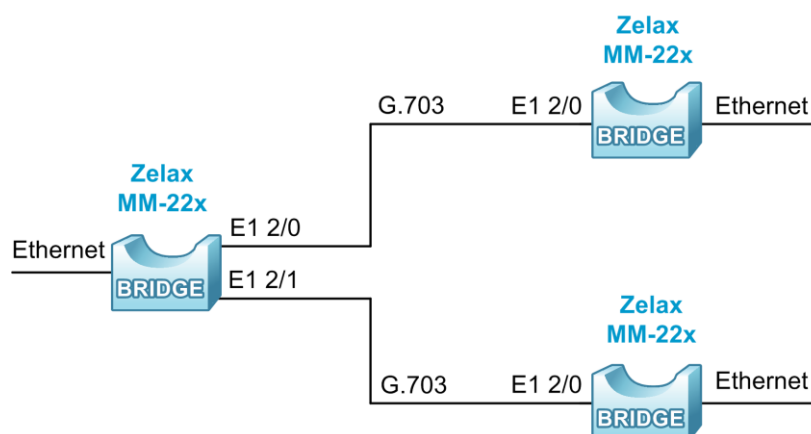 Zelax
MM-22x
G.703
E1 2/0
Ethernet
BRIDGE
Zelax
MM-22x
E1 2/0
Ethernet
BRIDGE
E1 2/1
Zelax
MM-22x
G.703
E1 2/0
Ethernet
BRIDGE